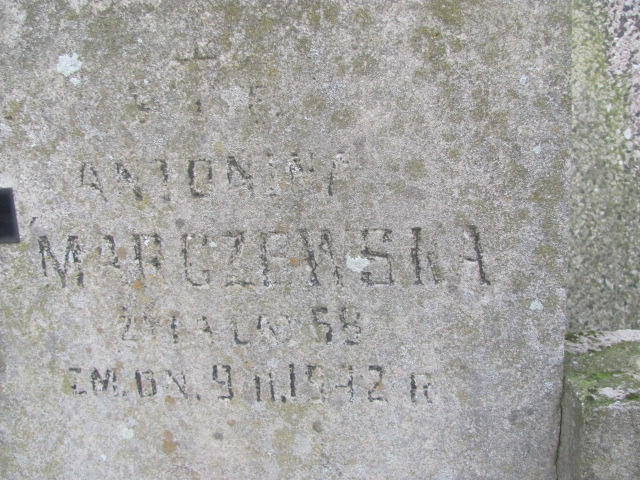 Ś T P
ANTONINA
MARCZEWSKA
ŻYŁA LAT 68
ZM. DN. 9 II. 1942 R